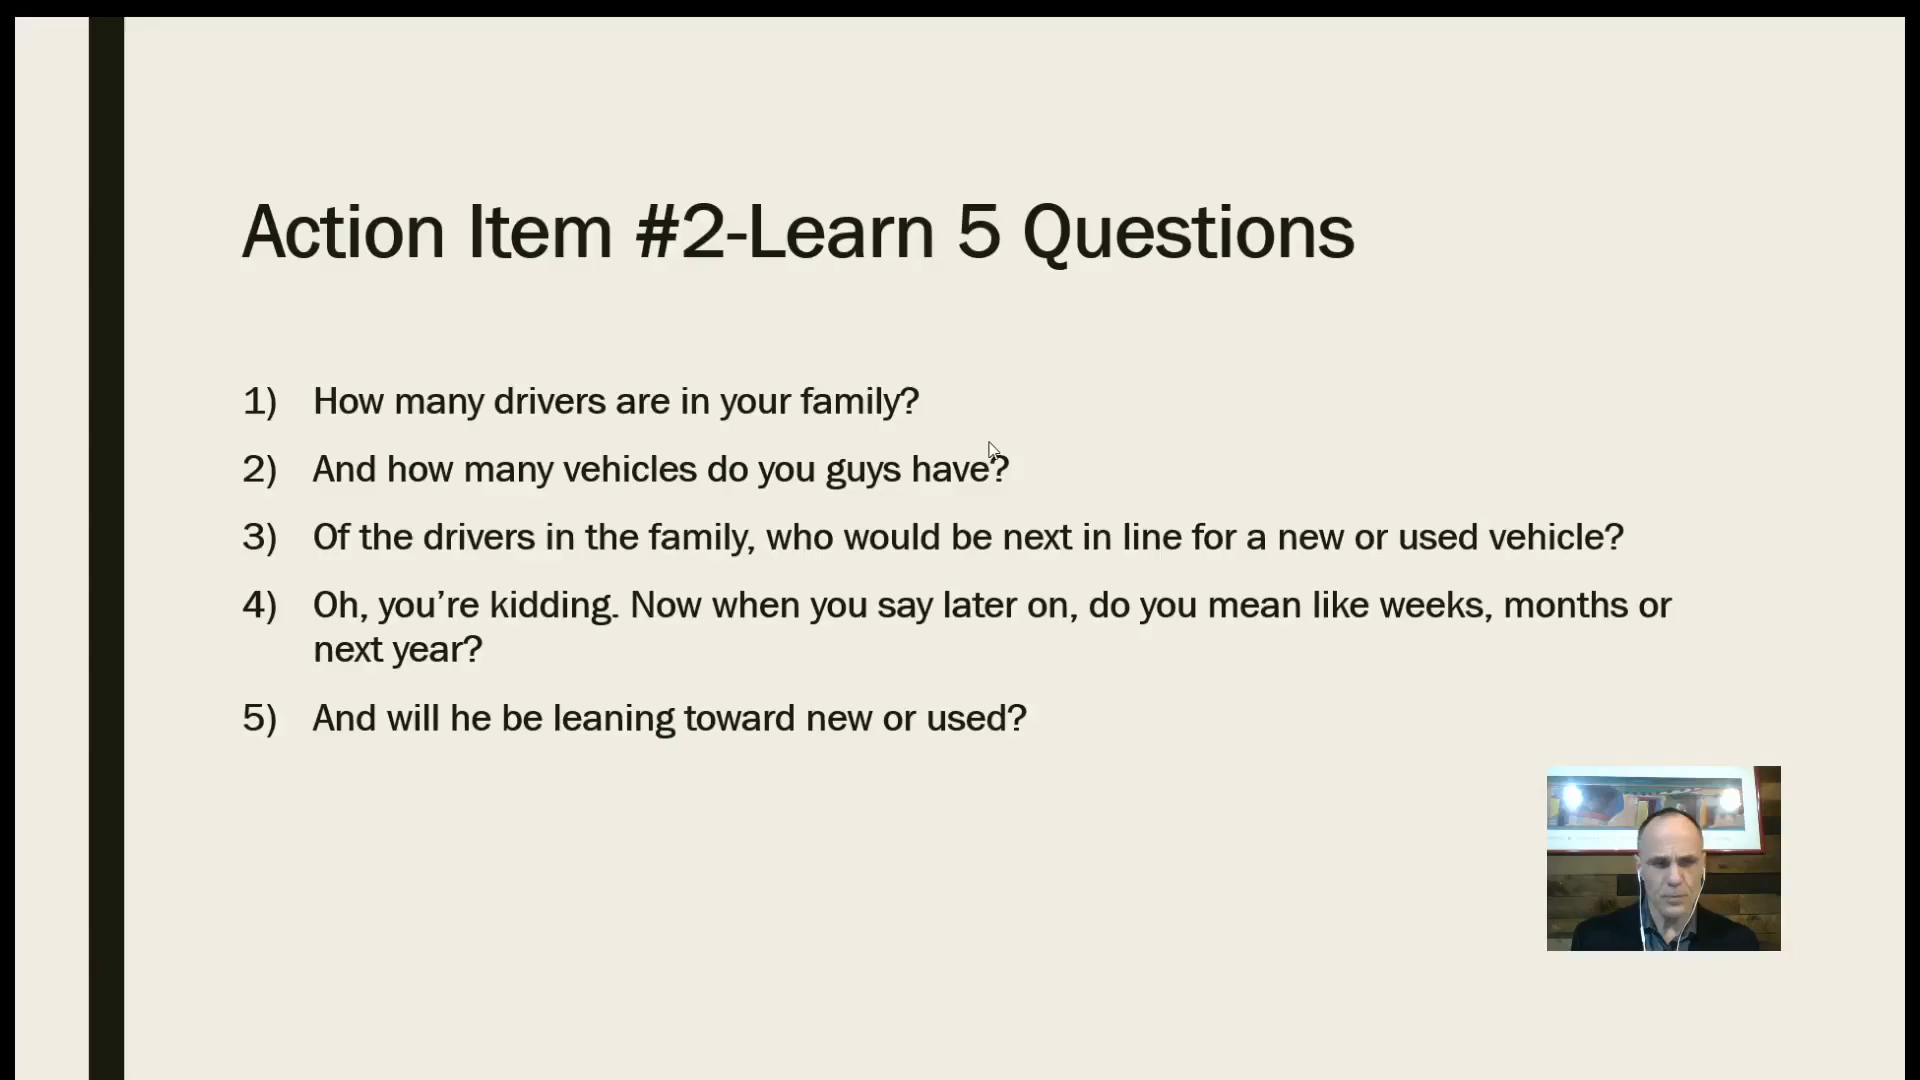 Action Item #2-Learn 5 Questions
1) How many drivers are in your family?
2) And how many vehicles do you guys have?
3) Of the drivers in the family, who would be next in line for a new or used vehicle?
4) Oh, you’re kidding. Now when you say later on, do you mean like weeks, months or
next year?
5) And will he be leaning toward new or used?